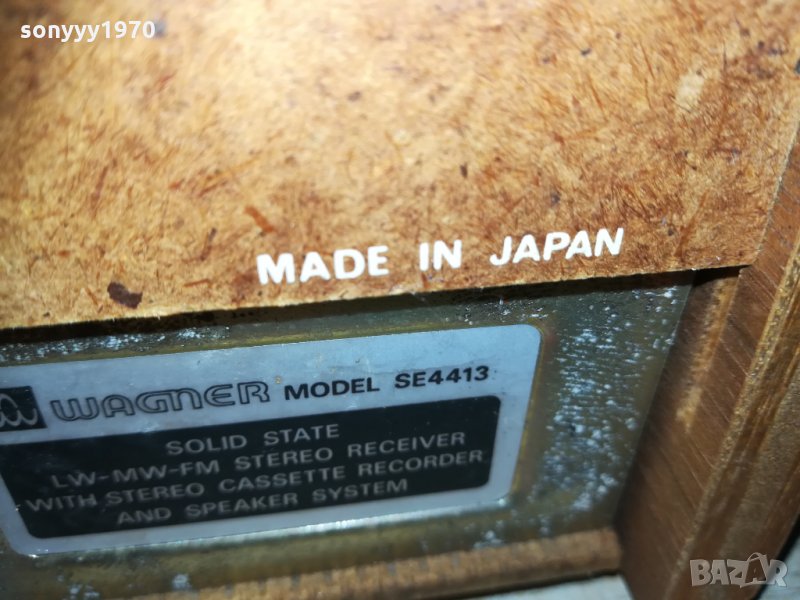 sonyyy1970
MADE IN JAPAN
WAGNER MODEL SE4413
SOLID STATE
LW-MW-FM STEREO RECEIVER
WITH STEREO CASSETTE RECORDER
AND SPEAKER SYSTEM
BAZAR